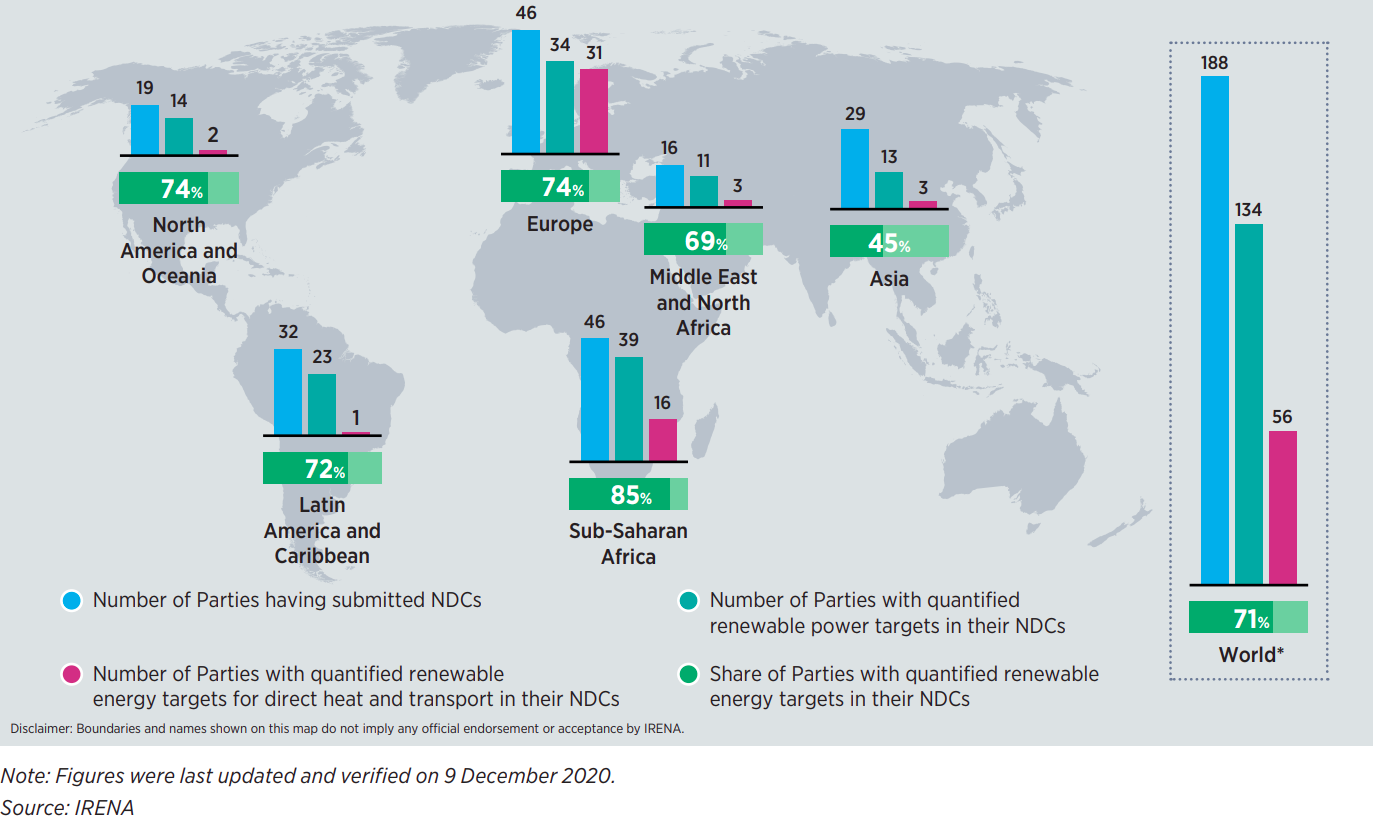 46
34
31
188
19
14
2
29
13
3
16
11
3
134
74%
North
America and
Oceania
74%
Europe
69%
Middle East
and North
Africa
45%
Asia
32
23
1
46
39
16
56
72%
Latin
America and
Caribbean
85%
Sub-Saharan
Africa
71%
World*
Number of Parties having submitted NDCs
Number of Parties with quantified
renewable power targets in their NDCs
Number of Parties with quantified renewable
energy targets for direct heat and transport in their NDCs
Share of Parties with quantified renewable
energy targets in their NDCs
Disclaimer: Boundaries and names shown on this map do not imply any official endorsement or acceptance by IRENA.
Note: Figures were last updated and verified on 9 December 2020.
Source: IRENA